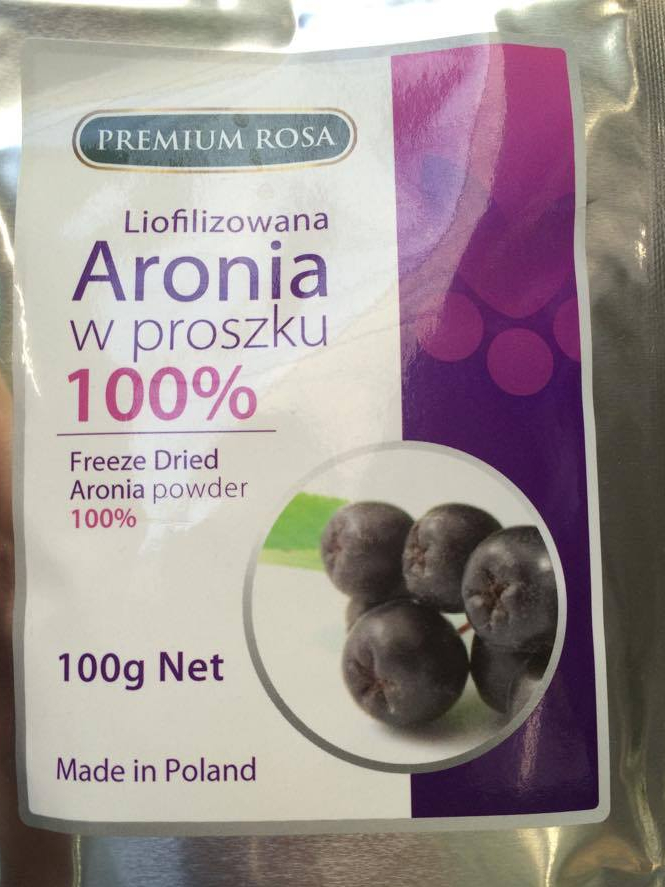 PREMIUM ROSA
Liofilizowana
Aronia
w proszku
100%
Freeze Dried
Aronia powder
100%
100g Net
Made in Poland